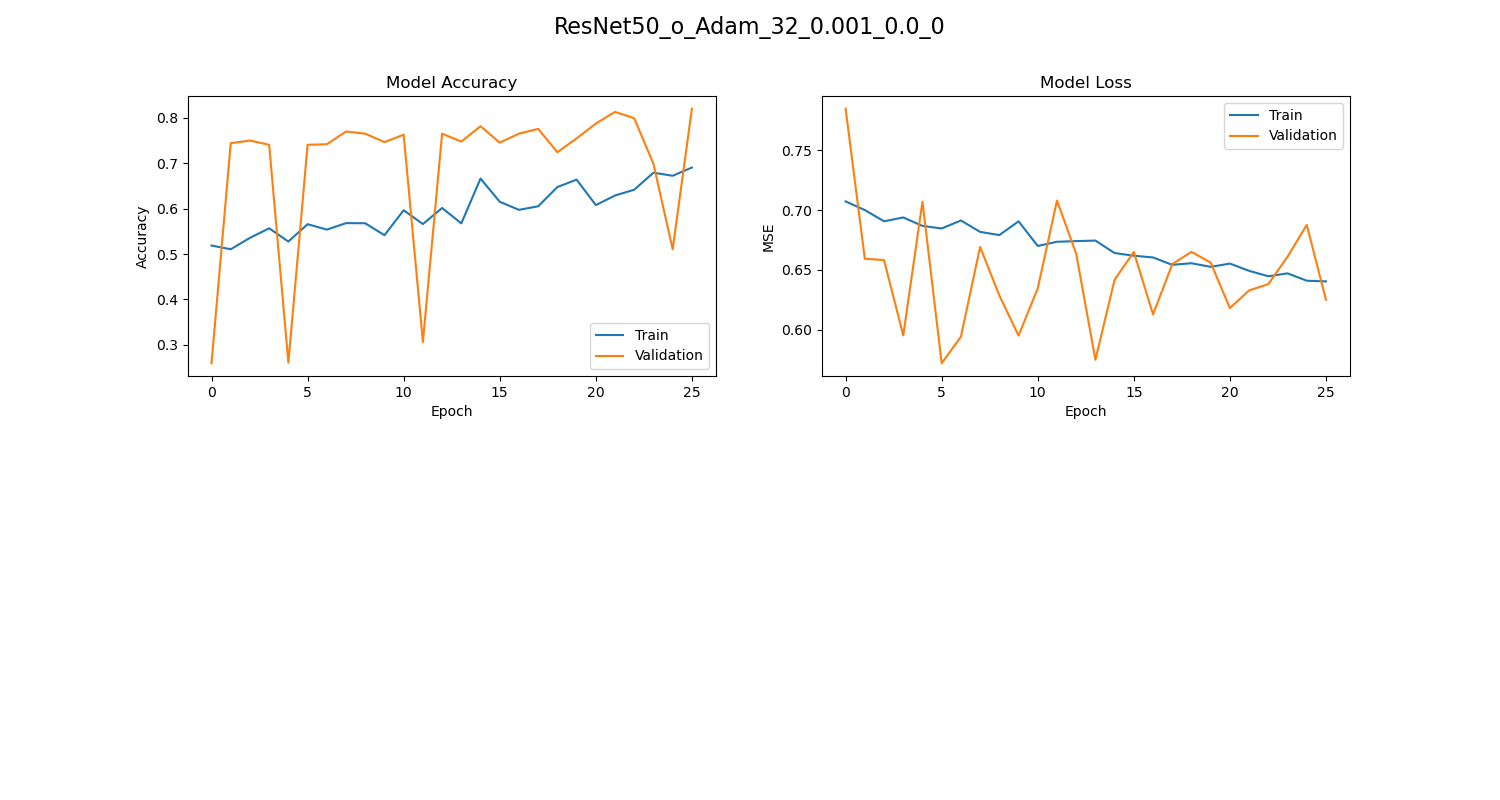 ResNet50_o_Adam_32_0.001_0.0_0
Model Accuracy
Accuracy
0.8
0.7
0.6
0.5
0.4
0.3
0 5 10 15 20 25
Epoch
Train
Validation
Model Loss
MSE
0.75
0.70
0.65
0.60
0 5 10 15 20 25
Epoch
Train
Validation